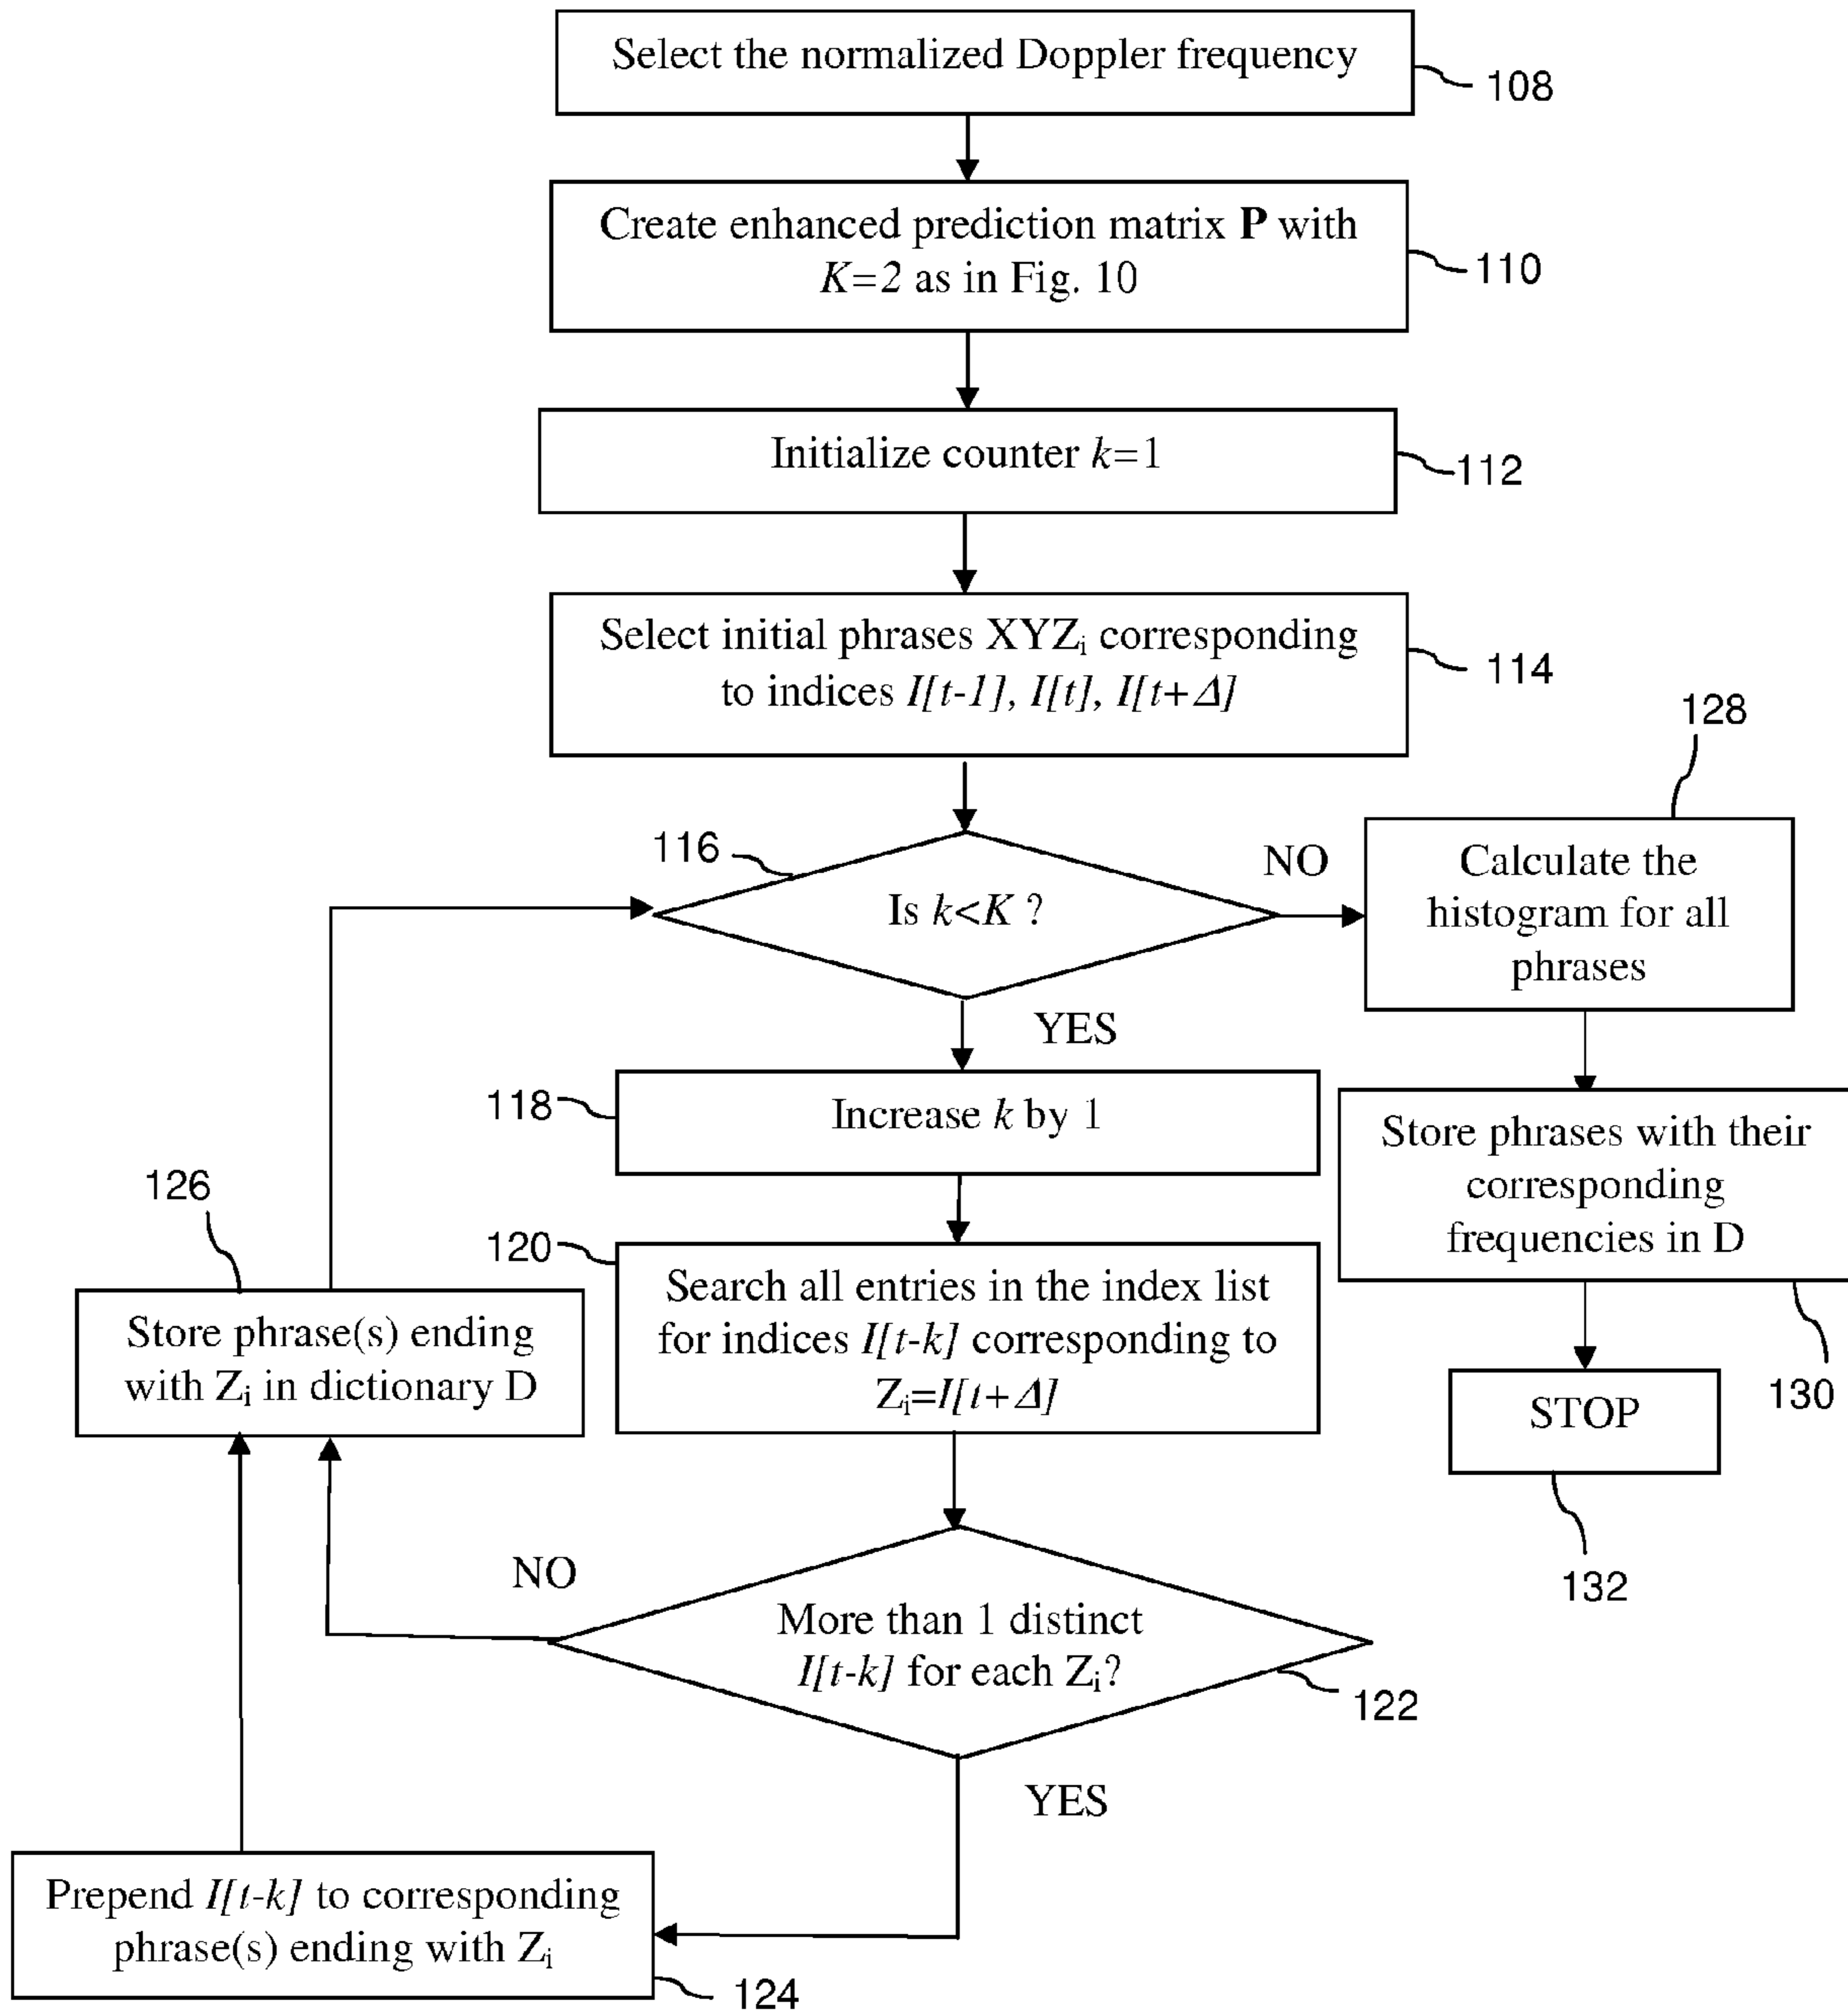 Select the normalized Doppler frequency
108
Create enhanced prediction matrix P with
K=2 as in Fig. 10
110
Initialize counter k=1
112
Select initial phrases XYZi corresponding
to indices I[t-1], I[t], I[t+Δ]
114
128
116
Is k<K ?
NO
Calculate the
histogram for all
phrases
YES
118
Increase k by 1
Store phrases with their
corresponding
frequencies in D
130
126
120
Search all entries in the index list
for indices I[t-k] corresponding to
Zi=I[t+Δ]
Store phrase(s) ending
with Zi in dictionary D
STOP
132
NO
More than 1 distinct
I[t-k] for each Zi?
122
YES
Prepend I[t-k] to corresponding
phrase(s) ending with Zi
124